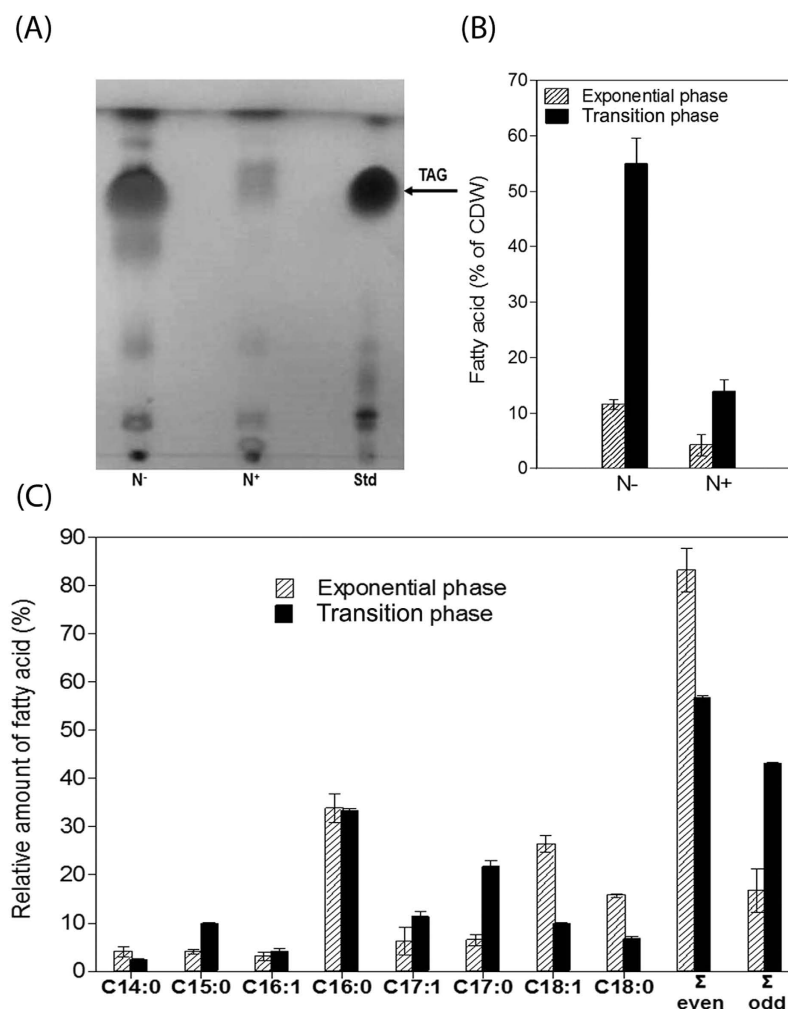 (A)
TAG
N-
N+
Std
(B)
Fatty acid (% of CDW)
70
60
50
40
30
20
10
0
Exponential phase
Transition phase
N-
N+
(C)
Relative amount of fatty acid (%)
90
80
70
60
50
40
30
20
10
0
Exponential phase
Transition phase
C14:0 C15:0 C16:1 C16:0 C17:1 C17:0 C18:1 C18:0 Σ Σ
even odd